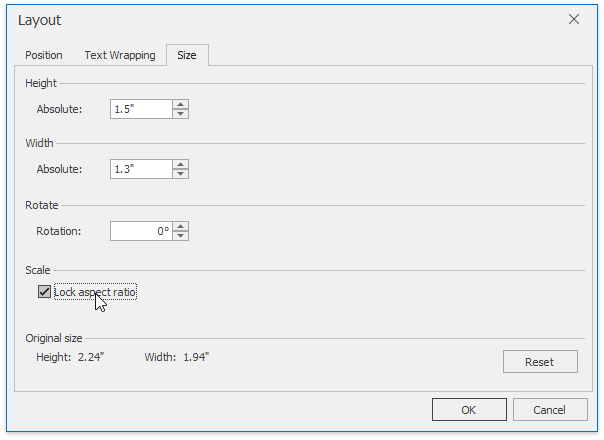 Layout
Position Text Wrapping Size
Height
Absolute: 1.5"
Width
Absolute: 1.3"
Rotate
Rotation: 0°
Scale
Lock aspect ratio
Original size
Height: 2.24" Width: 1.94"
Reset
OK Cancel